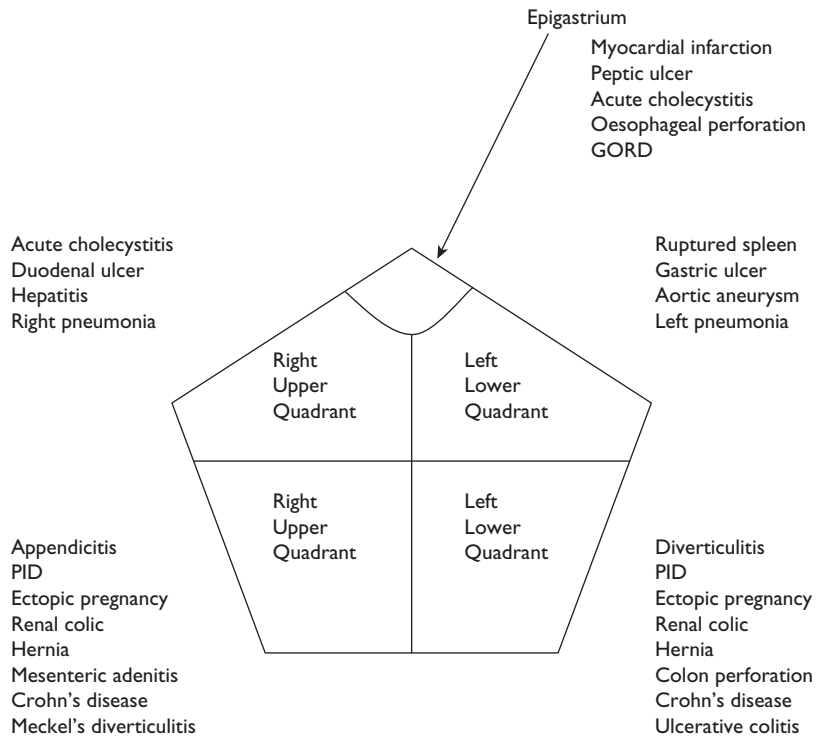 Epigastrium
Myocardial infarction
Peptic ulcer
Acute cholecystitis
Oesophageal perforation
GORD
Acute cholecystitis
Duodenal ulcer
Hepatitis
Right pneumonia
Ruptured spleen
Gastric ulcer
Aortic aneurysm
Left pneumonia
Right
Upper
Quadrant
Left
Lower
Quadrant
Right
Upper
Quadrant
Left
Lower
Quadrant
Appendicitis
PID
Ectopic pregnancy
Renal colic
Hernia
Mesenteric adenitis
Crohn's disease
Meckel's diverticulitis
Diverticulitis
PID
Ectopic pregnancy
Renal colic
Hernia
Colon perforation
Crohn's disease
Ulcerative colitis